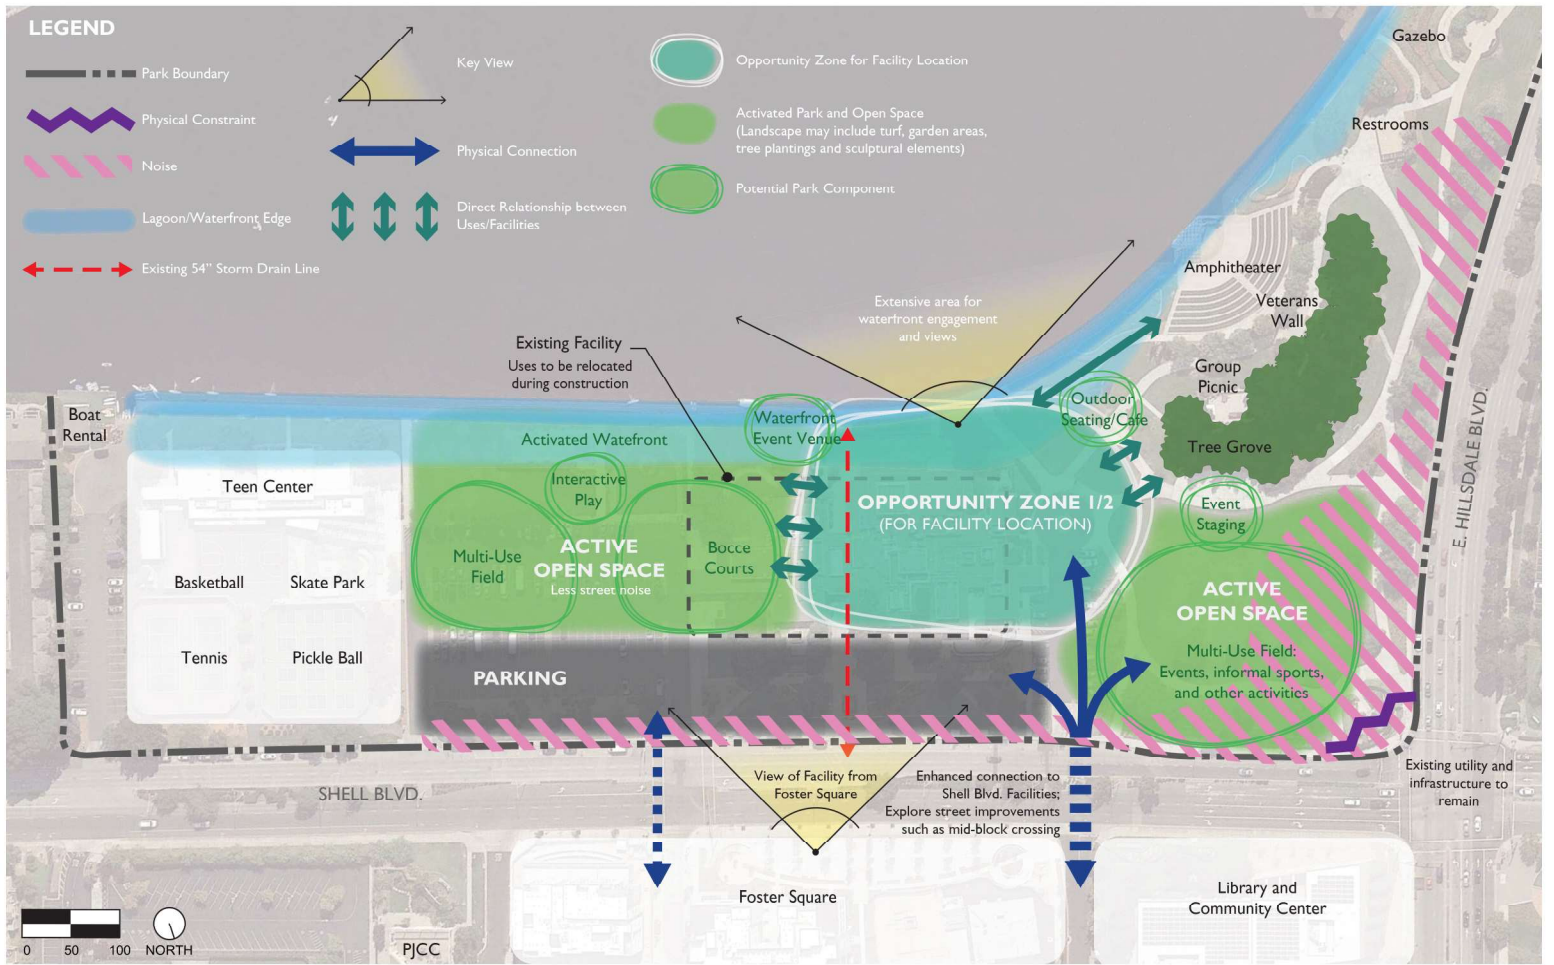 LEGEND
Park Boundary
Physical Constraint
Noise
Lagoon/Waterfront Edge
Existing 54" Storm Drain Line
Key View
Physical Connection
Direct Relationship between
Uses/Facilities
Opportunity Zone for Facility Location
Activated Park and Open Space
(Landscape may include turf, garden areas,
tree plantings and sculptural elements)
Potential Park Component
Gazebo
Restrooms
Amphitheater
Veterans
Wall
Group
Picnic
Tree Grove
Extensive area for
waterfront engagement
and views
Existing Facility
Uses to be relocated
during construction
Boat
Rental
Activated Watefront
Waterfront
Event Venue
Outdoor
Seating/Cafe
Teen Center
Interactive
Play
OPPORTUNITY ZONE 1/2
(FOR FACILITY LOCATION)
Event
Staging
E. HILLSDALE BLVD.
Basketball
Skate Park
Multi-Use
Field
ACTIVE
OPEN SPACE
Less street noise
Bocce
Courts
ACTIVE
OPEN SPACE
Multi-Use Field:
Events, informal sports,
and other activities
Tennis
Pickle Ball
PARKING
SHELL BLVD.
View of Facility from
Foster Square
Enhanced connection to
Shell Blvd. Facilities;
Explore street improvements
such as mid-block crossing
Existing utility and
infrastructure to
remain
Foster Square
Library and
Community Center
PJCC
0 50 100
NORTH